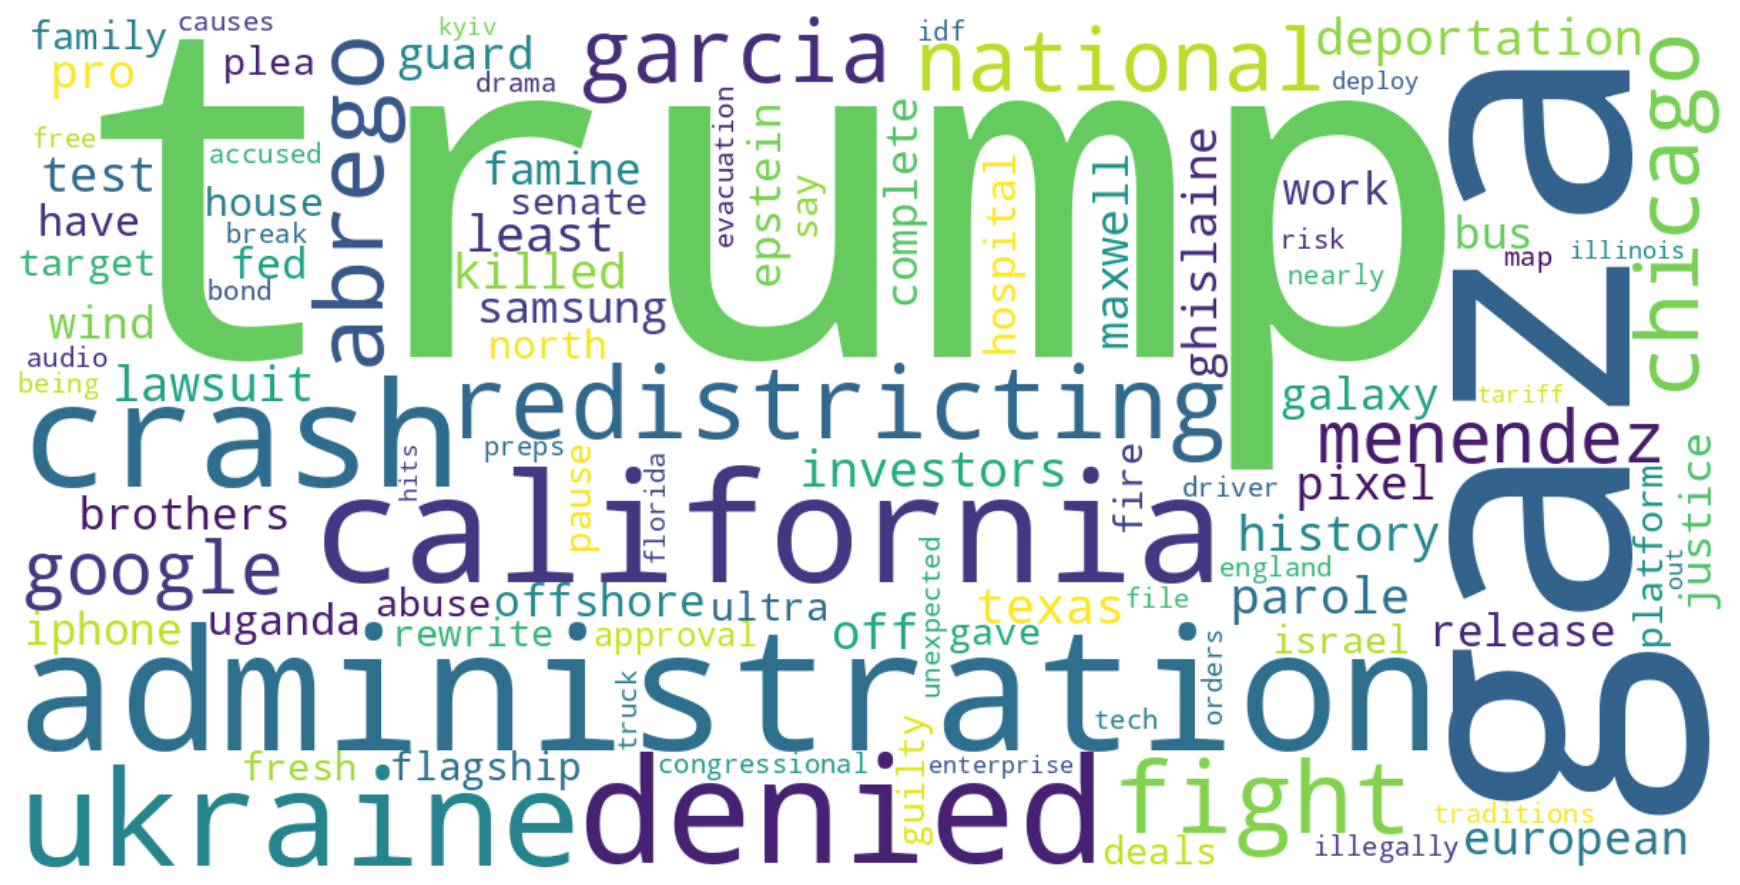 family
causes
kyiv
garcia
idf
national
deportation
pro
plea
guard
drama
deploy
chicago
trump
abrego
free
test
accused
famine
evacuation
epstein
say
complete
hospital
maxwell
ghislaine
work
gaza
have
house
senate
break
least
risk
bus
map
illinois
target
fed
killed
nearly
bond
samsung
wind
north
audio
being
lawsuit
redistricting
galaxy
tariff
crash
menendez
preps
hits
pause
florida
investors
fire
driver
pixel
platform
justice
brothers
california
history
google
unexpected
england
out
iphone
uganda
abuse
offshore
ultra
texas
file
parole
rewrite
approval
off
gave
israel
release
administration
truck
orders
tech
fresh
flagship
congressional
guilty
enterprise
fight
ukraine
denied
traditions
deals
illegally
european